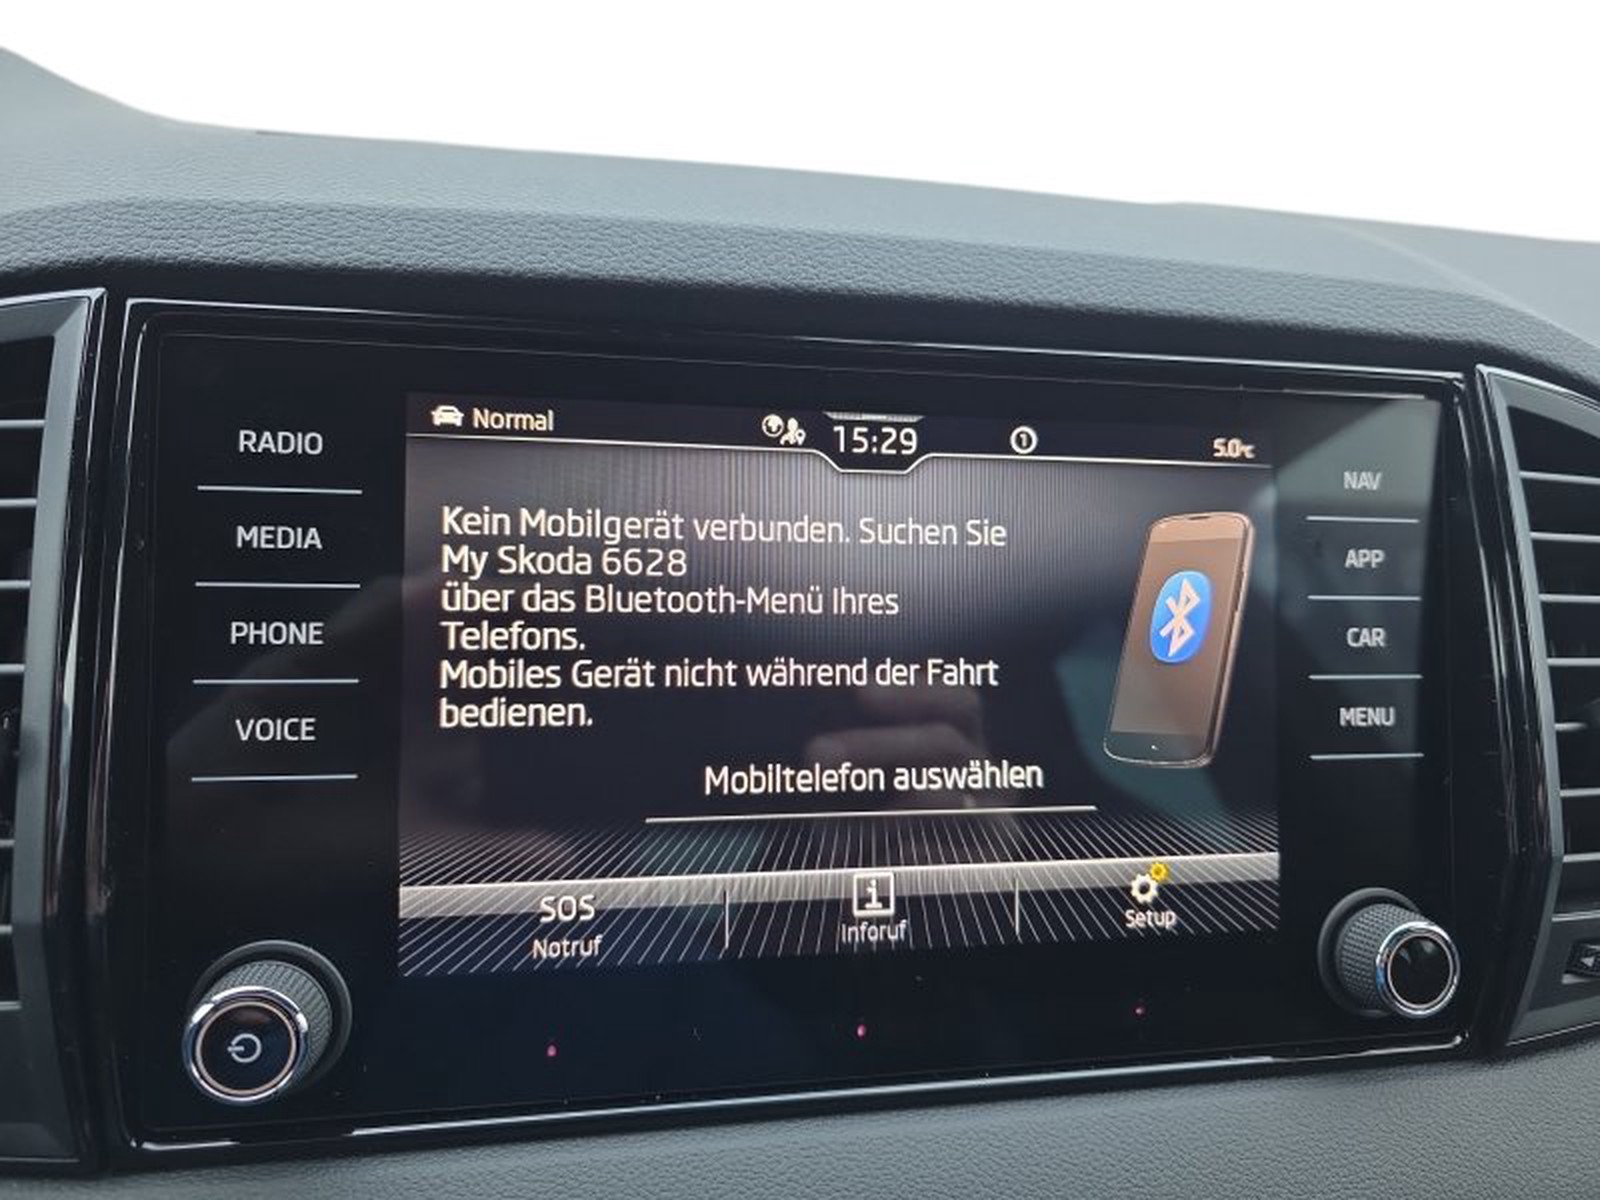 Normal
15:29
1
5.0°C
RADIO
MEDIA
PHONE
VOICE
Kein Mobilgerät verbunden. Suchen Sie
My Skoda 6628
über das Bluetooth-Menü Ihres
Telefons.
Mobiles Gerät nicht während der Fahrt
bedienen.
Mobiltelefon auswählen
SOS
Notruf
i
Inforuf
Setup
NAV
APP
CAR
MENU